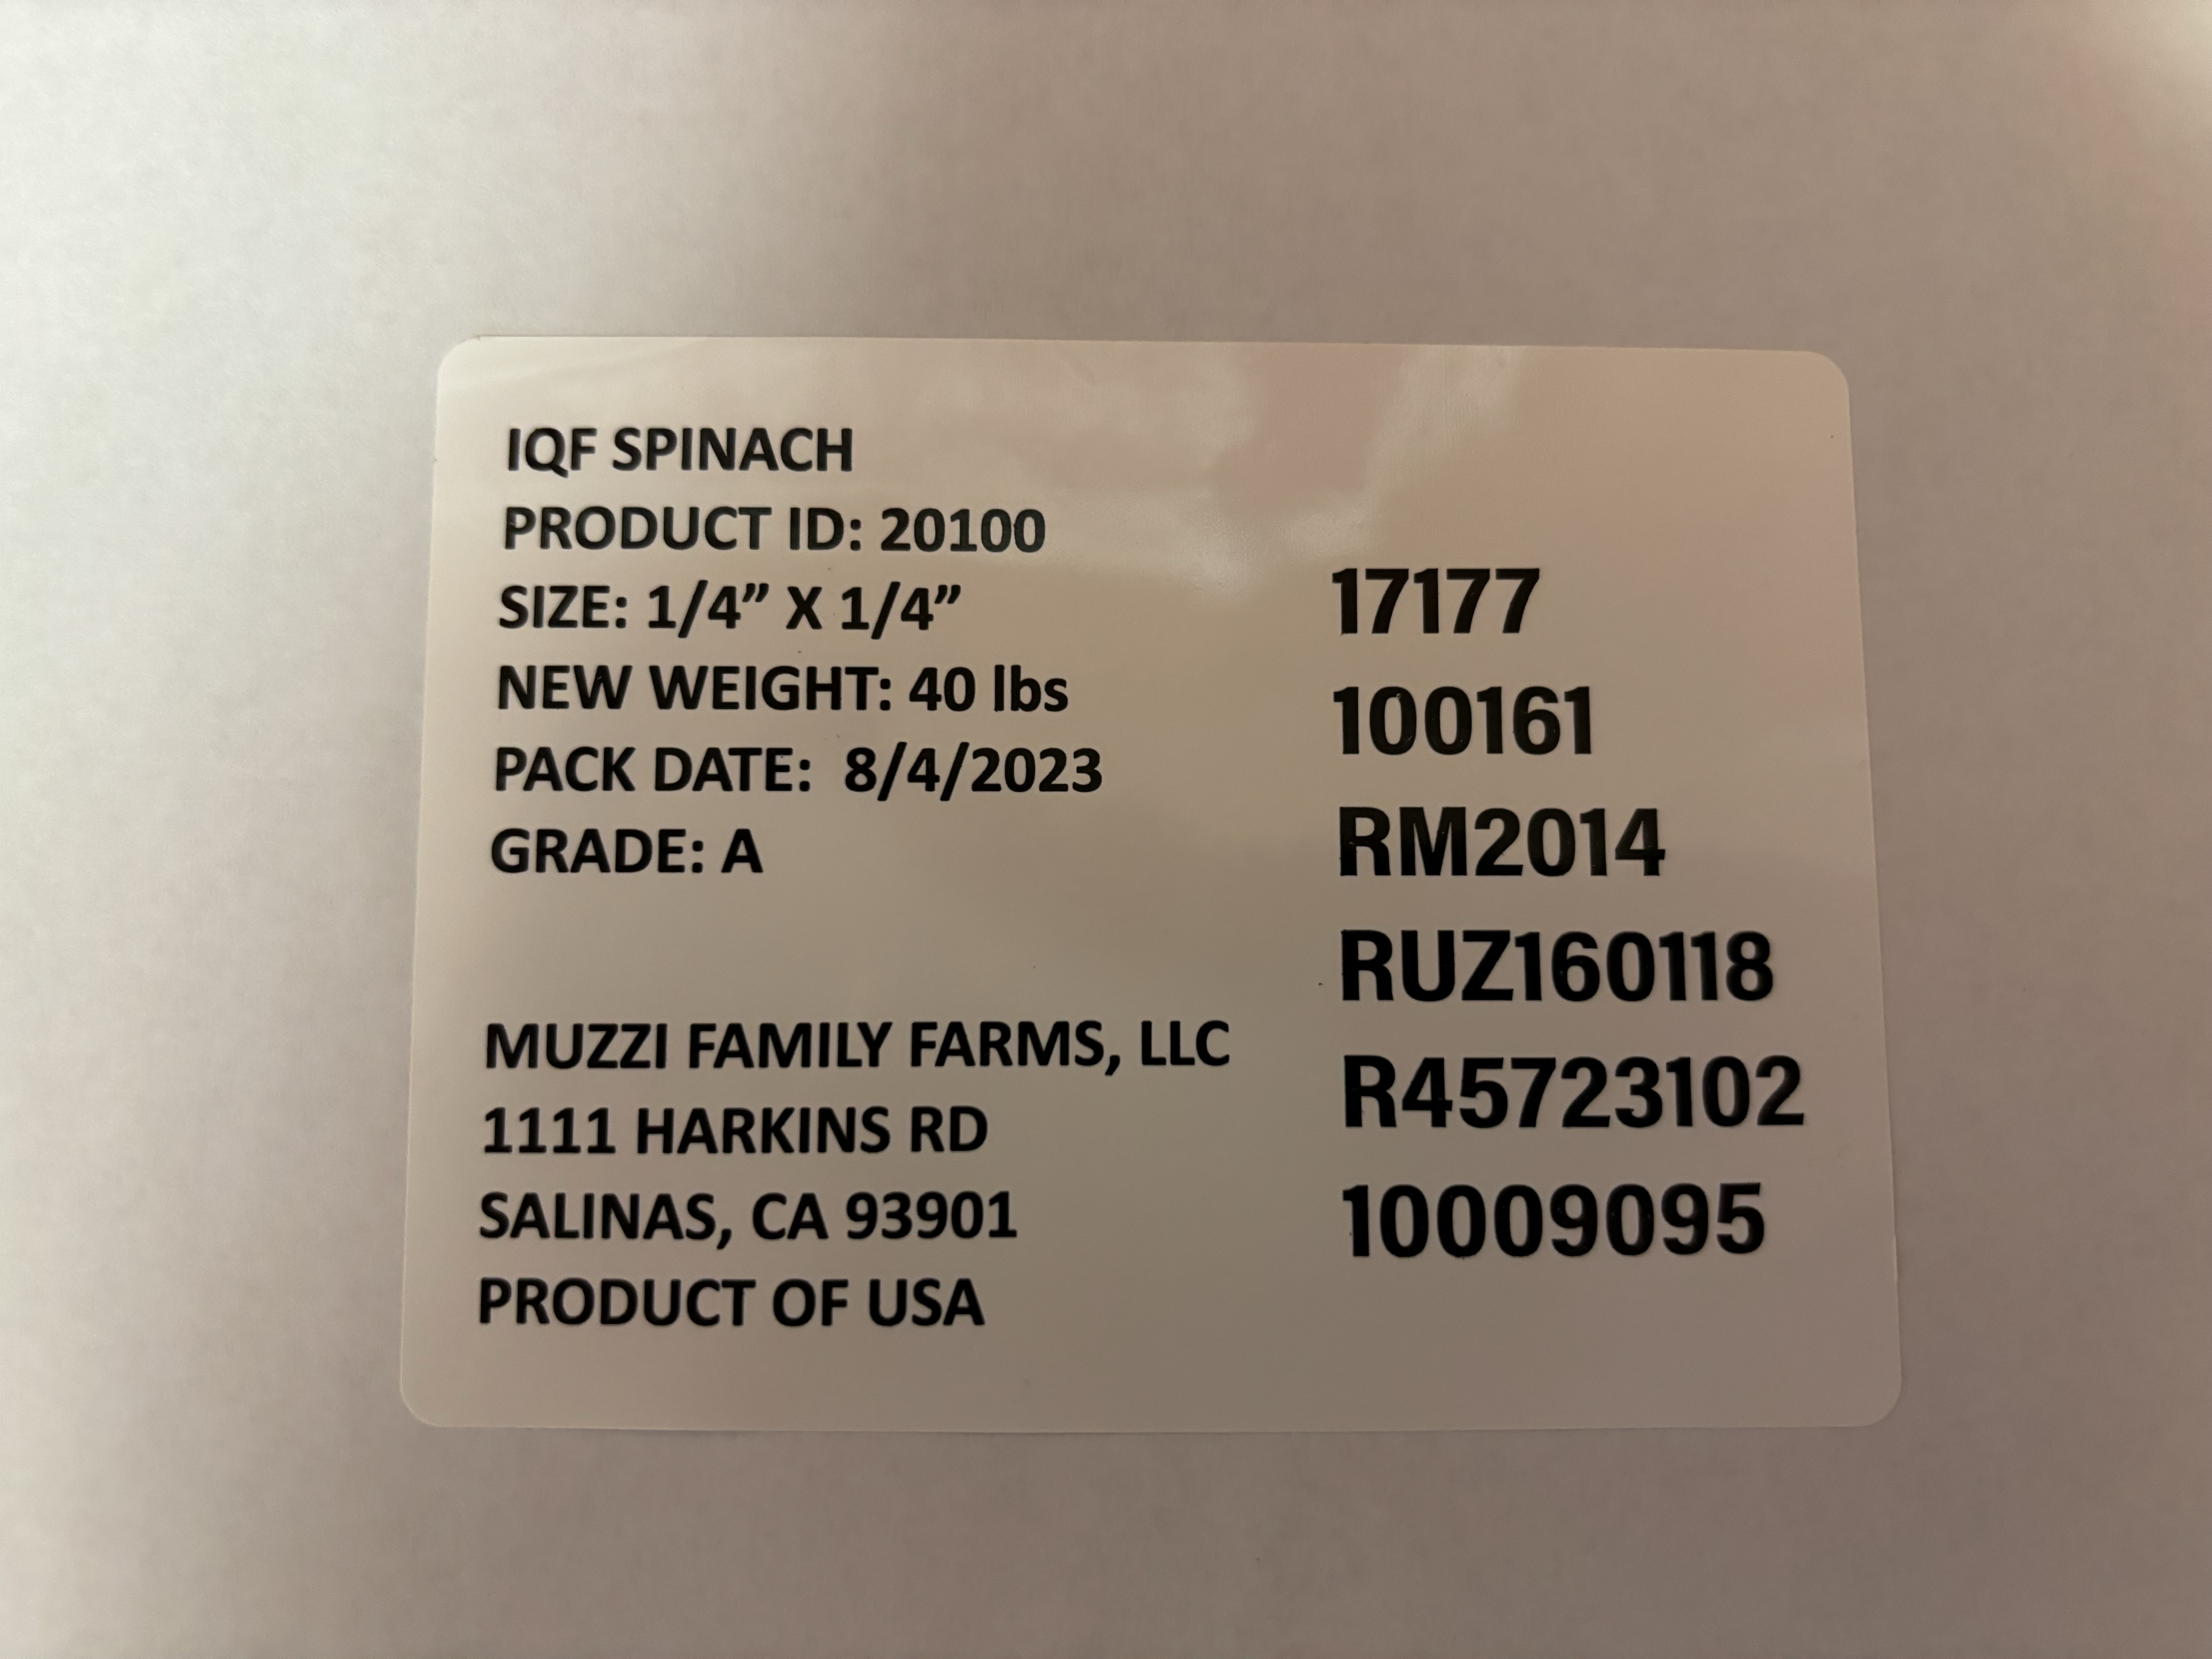 IQF SPINACH
PRODUCT ID: 20100
SIZE: 1/4” X 1/4”
NEW WEIGHT: 40 lbs
PACK DATE:  8/4/2023
GRADE: A
MUZZI FAMILY FARMS, LLC
1111 HARKINS RD
SALINAS, CA 93901
PRODUCT OF USA
17177
100161
RM2014
RUZ160118
R45723102
10009095